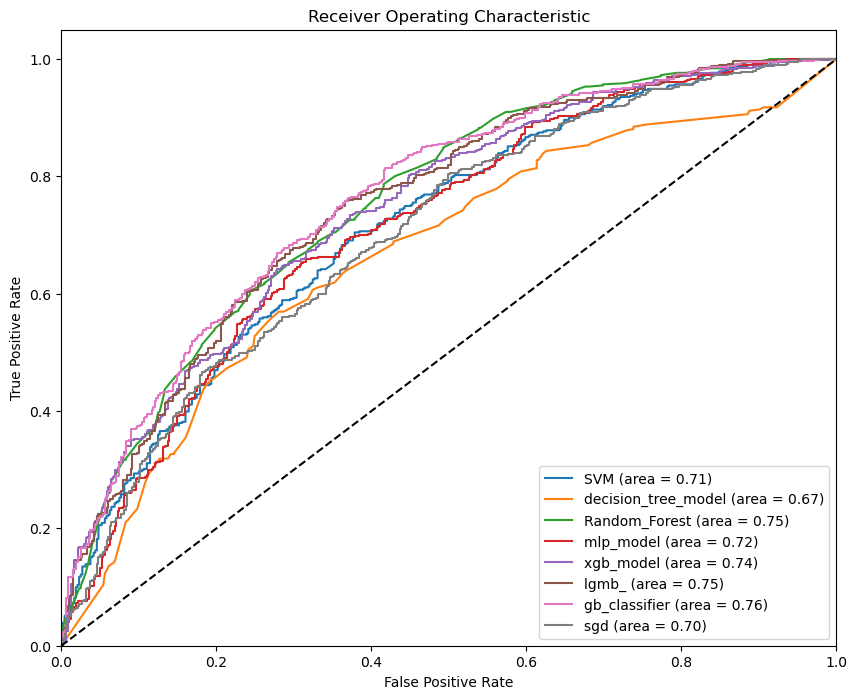 Receiver Operating Characteristic
True Positive Rate
1.0
0.8
0.6
0.4
0.2
0.0
SVM (area = 0.71)
decision_tree_model (area = 0.67)
Random_Forest (area = 0.75)
mlp_model (area = 0.72)
xgb_model (area = 0.74)
lgmb_ (area = 0.75)
gb_classifier (area = 0.76)
sgd (area = 0.70)
0.0 0.2 0.4 0.6 0.8 1.0
False Positive Rate